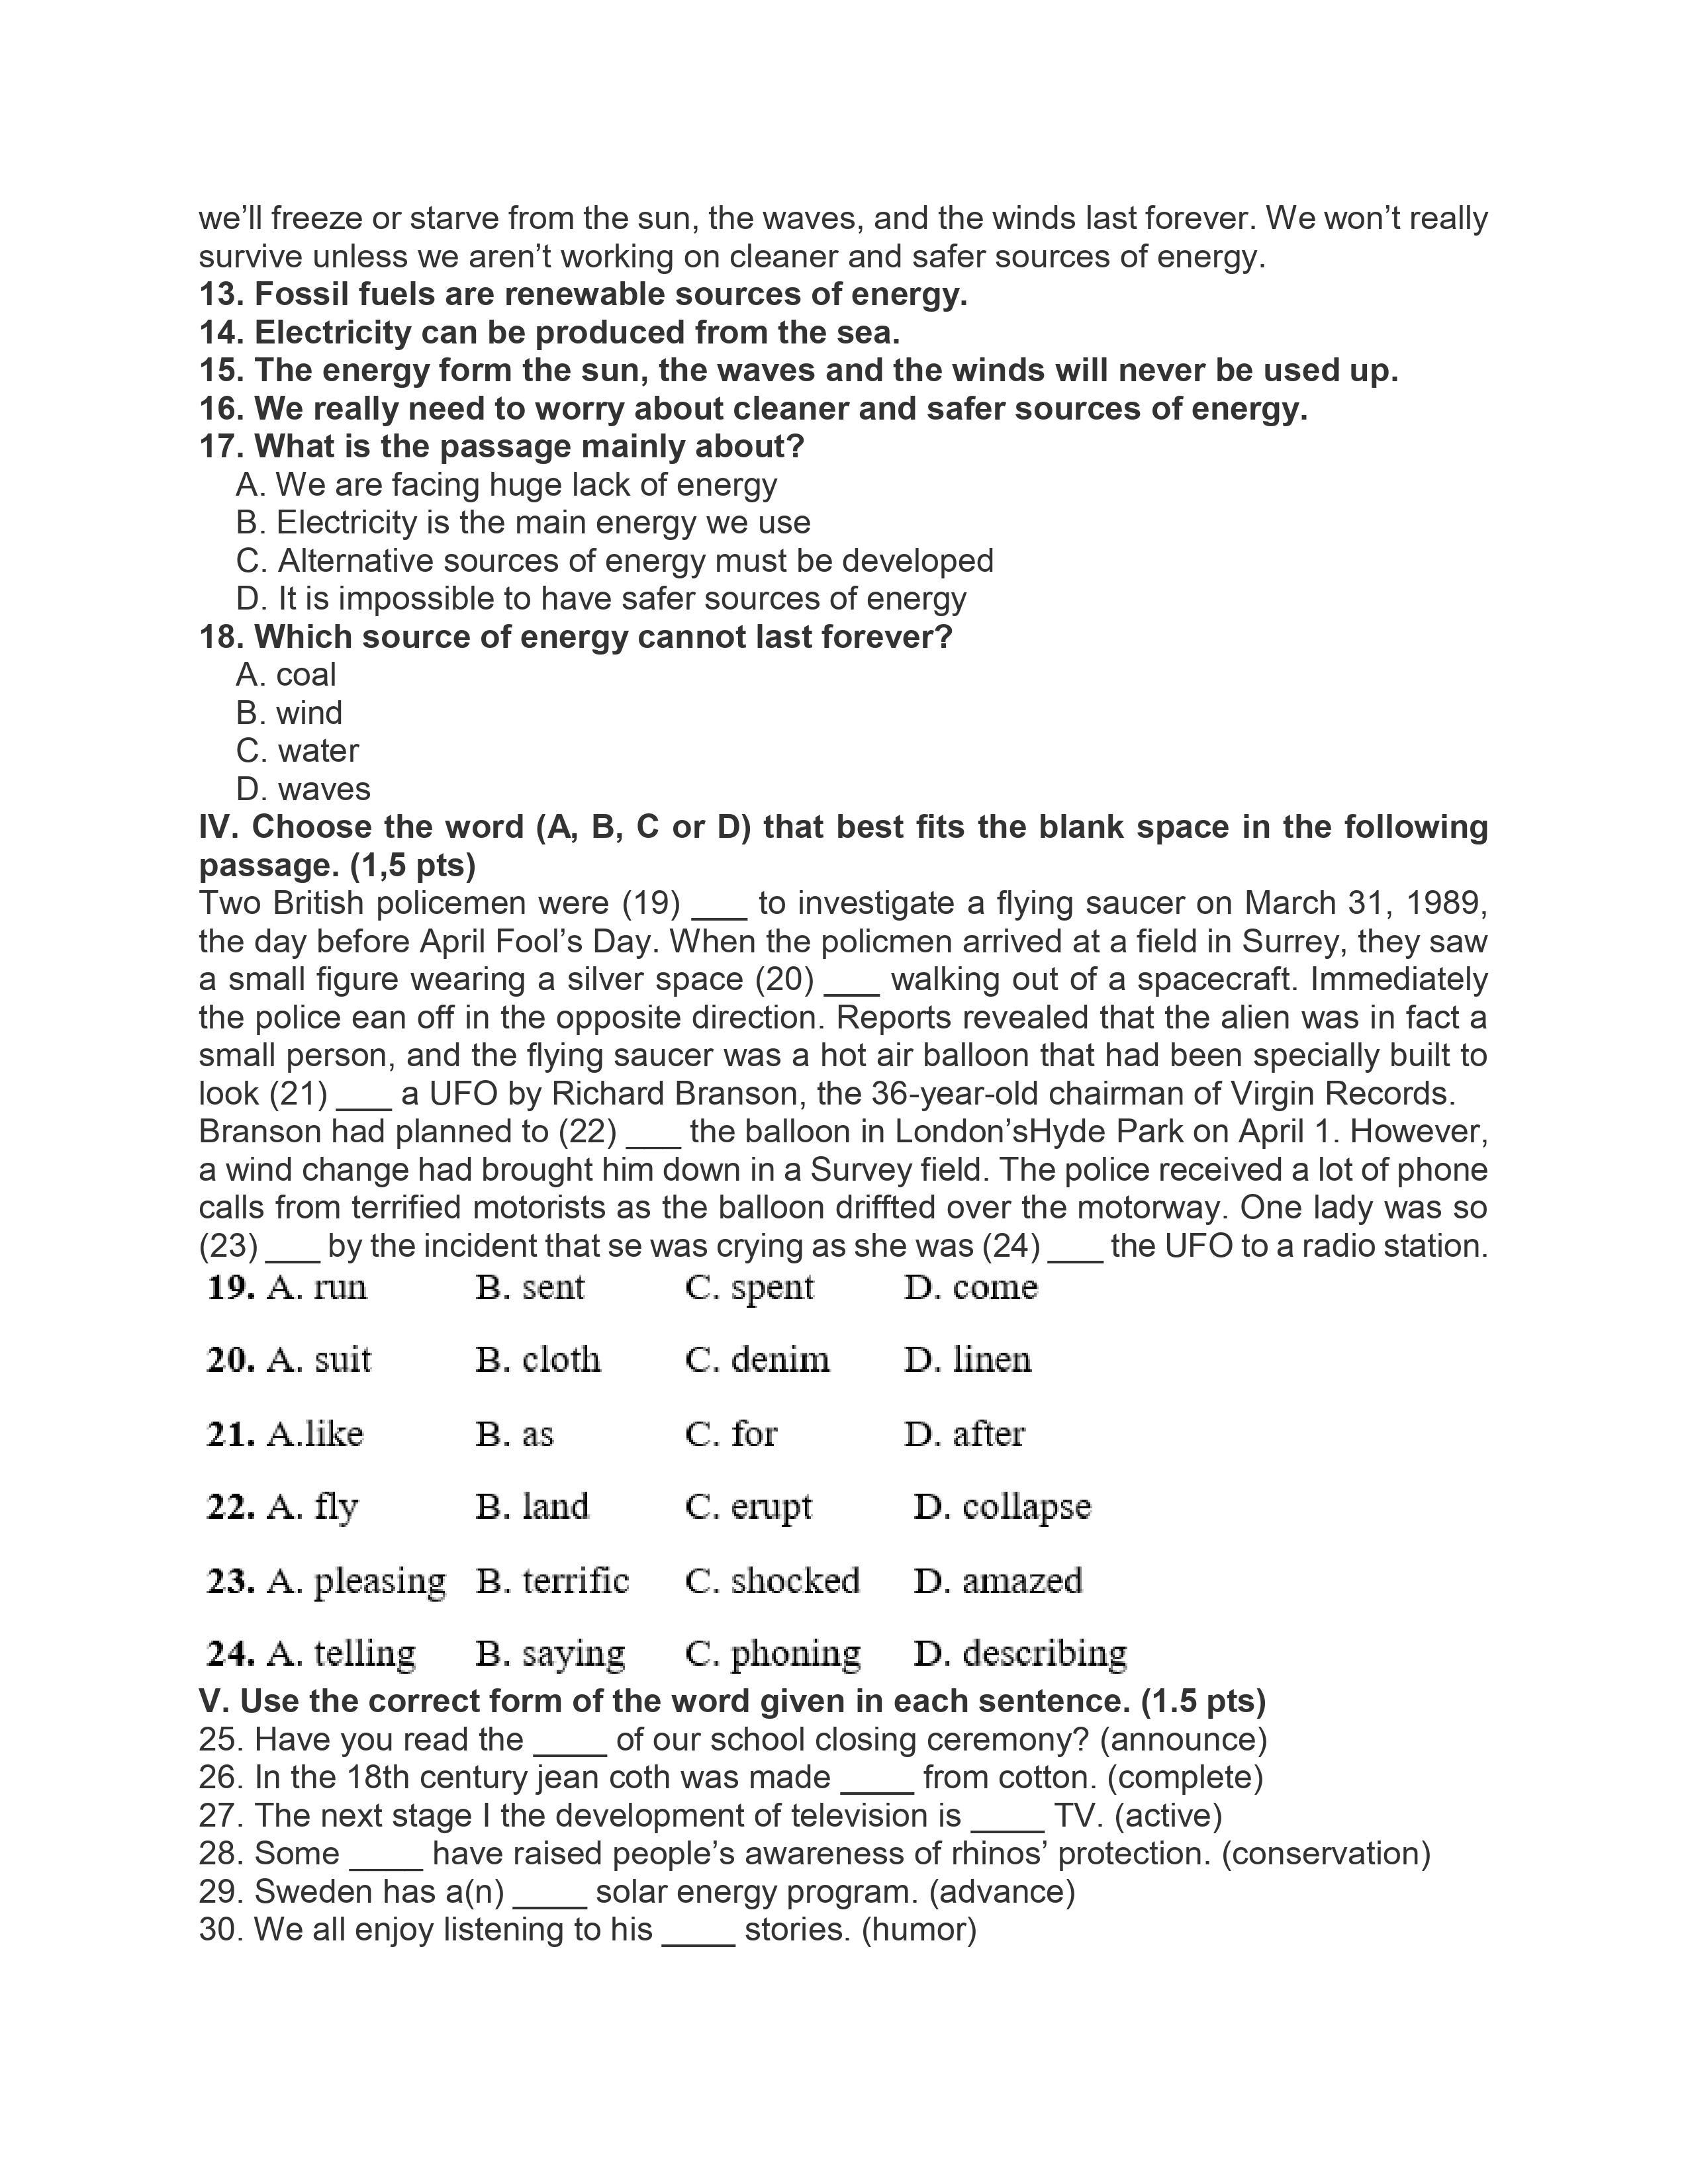 we’ll freeze or starve from the sun, the waves, and the winds last forever. We won’t really
survive unless we aren’t working on cleaner and safer sources of energy.
13. Fossil fuels are renewable sources of energy.
14. Electricity can be produced from the sea.
15. The energy form the sun, the waves and the winds will never be used up.
16. We really need to worry about cleaner and safer sources of energy.
17. What is the passage mainly about?
A. We are facing huge lack of energy
B. Electricity is the main energy we use
C. Alternative sources of energy must be developed
D. It is impossible to have safer sources of energy
18. Which source of energy cannot last forever?
A. coal
B. wind
C. water
D. waves
IV. Choose the word (A, B, C or D) that best fits the blank space in the following
passage. (1,5 pts)
Two British policemen were (19) ___ to investigate a flying saucer on March 31, 1989,
the day before April Fool’s Day. When the policmen arrived at a field in Surrey, they saw
a small figure wearing a silver space (20) ___ walking out of a spacecraft. Immediately
the police ean off in the opposite direction. Reports revealed that the alien was in fact a
small person, and the flying saucer was a hot air balloon that had been specially built to
look (21) ___ a UFO by Richard Branson, the 36-year-old chairman of Virgin Records.
Branson had planned to (22) ___ the balloon in London’sHyde Park on April 1. However,
a wind change had brought him down in a Survey field. The police received a lot of phone
calls from terrified motorists as the balloon driffted over the motorway. One lady was so
(23) ___ by the incident that se was crying as she was (24) ___ the UFO to a radio station.
19. A. run B. sent C. spent D. come
20. A. suit B. cloth C. denim D. linen
21. A.like B. as C. for D. after
22. A. fly B. land C. erupt D. collapse
23. A. pleasing B. terrific C. shocked D. amazed
24. A. telling B. saying C. phoning D. describing
V. Use the correct form of the word given in each sentence. (1.5 pts)
25. Have you read the ____ of our school closing ceremony? (announce)
26. In the 18th century jean coth was made ____ from cotton. (complete)
27. The next stage I the development of television is ____ TV. (active)
28. Some ____ have raised people’s awareness of rhinos’ protection. (conservation)
29. Sweden has a(n) ____ solar energy program. (advance)
30. We all enjoy listening to his ____ stories. (humor)